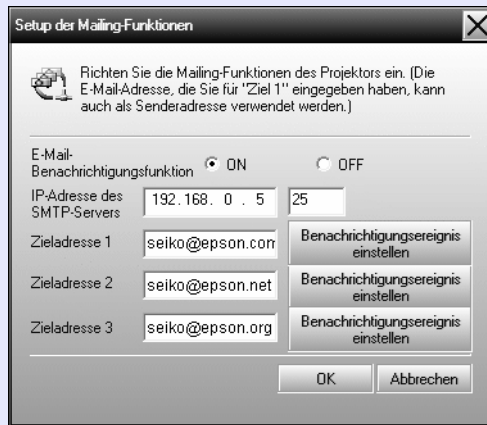 Setup der Mailing-Funktionen
Richten Sie die Mailing-Funktionen des Projektors ein. (Die
E-Mail-Adresse, die Sie für "Ziel 1" eingegeben haben, kann
auch als Senderadresse verwendet werden.)
E-Mail-
Benachrichtigungsfunktion
ON
OFF
IP-Adresse des
SMTP-Servers
192.168. 0 . 5
25
Zieladresse 1
seiko@epson.com
Benachrichtigungsereignis
einstellen
Zieladresse 2
seiko@epson.net
Benachrichtigungsereignis
einstellen
Zieladresse 3
seiko@epson.org
Benachrichtigungsereignis
einstellen
OK
Abbrechen